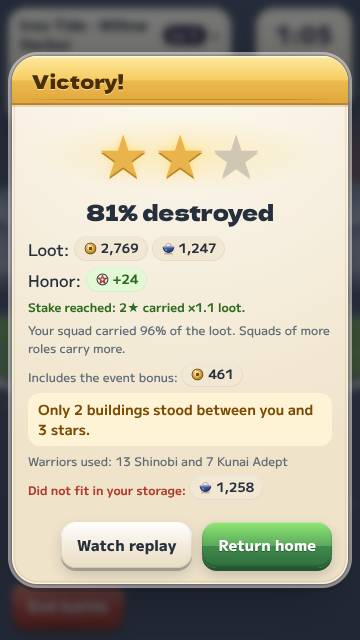 Iron Tide · Willow
1:05
Victory!
81% destroyed
Loot: 2,769 1,247
Honor: +24
Stake reached: 2★ carried ×1.1 loot.
Your squad carried 96% of the loot. Squads of more
roles carry more.
Includes the event bonus: 461
Only 2 buildings stood between you and
3 stars.
Warriors used: 13 Shinobi and 7 Kunai Adept
Did not fit in your storage: 1,258
Watch replay
Return home